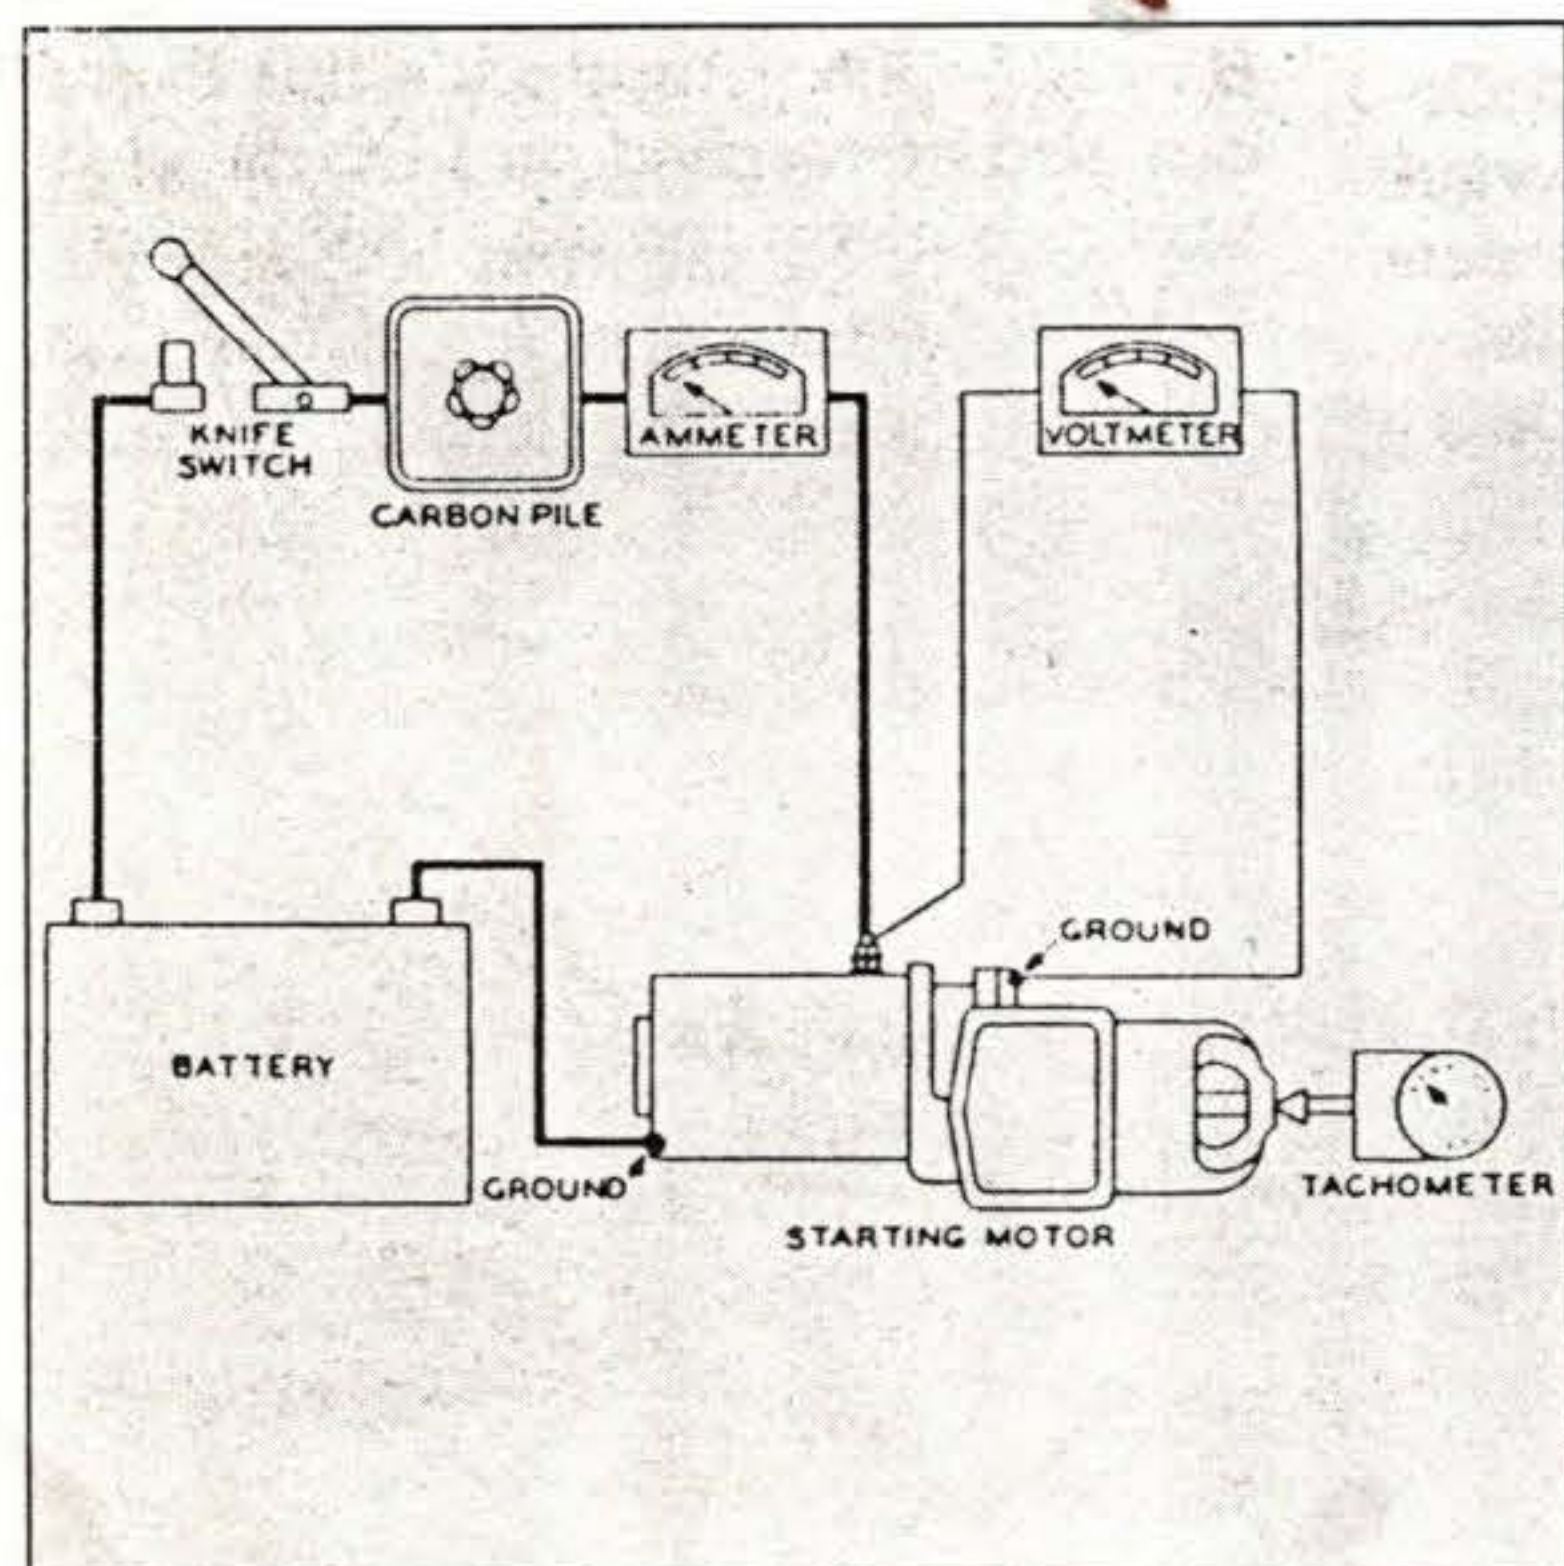 KNIFE
SWITCH
CARBON PILE
AMMETER
VOLTMETER
GROUND
BATTERY
GROUND
TACHOMETER
STARTING MOTOR